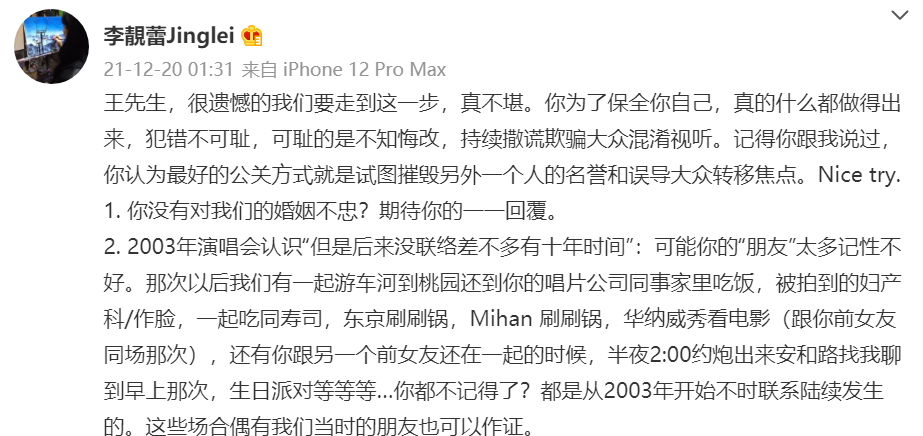 李靚蕾Jinglei
21-12-20 01:31 来自 iPhone 12 Pro Max
王先生，很遗憾的我们要走到这一步，真不堪。你为了保全你自己，真的什么都做得出
来，犯错不可耻，可耻的是不知悔改，持续撒谎欺骗大众混淆视听。记得你跟我说过，
你认为最好的公关方式就是试图摧毁另外一个人的名誉和误导大众转移焦点。Nice try.
1. 你没有对我们的婚姻不忠？期待你的一一回覆。
2. 2003年演唱会认识“但是后来没联络差不多有十年时间”：可能你的“朋友”太多记性不
好。那次以后我们有一起游车河到桃园还到你的唱片公司同事家里吃饭，被拍到的妇产
科/作脸，一起吃同寿司，东京刷刷锅，Mihan 刷刷锅，华纳威秀看电影（跟你前女友
同场那次），还有你跟另一个前女友还在一起的时候，半夜2:00约炮出来安和路找我聊
到早上那次，生日派对等等等...你都不记得了？都是从2003年开始不时联系陆续发生
的。这些场合偶有我们当时的朋友也可以作证。